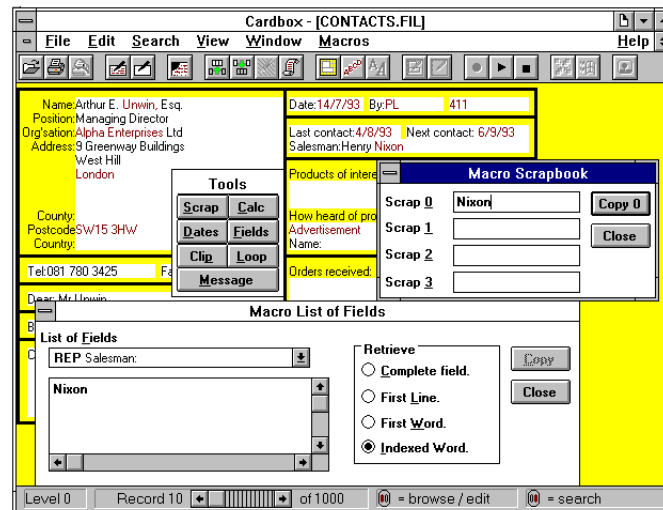 Cardbox - [CONTACTS.FIL]
File Edit Search View Window Macros Help
Name:Arthur E. Unwin, Esq.
Position:Managing Director
Org'sation:Alpha Enterprises Ltd
Address:9 Greenway Buildings
West Hill
London
County:
Postcode SW15 3HW
Country:
Tel:081 780 3425
Dear: Mr Unwin
Date:14/7/93 By:PL 411
Last contact:4/8/93 Next contact: 6/9/93
Salesman:Henry Nixon
Products of intere
How heard of pro
Advertisement
Name:
Orders received:
Tools
Scrap Calc
Dates Fields
Clip Loop
Message
Macro Scrapbook
Scrap 0 Nixon Copy 0
Scrap 1 Close
Scrap 2
Scrap 3
Macro List of Fields
List of Fields
REP Salesman:
Nixon
Retrieve
Complete field.
First Line.
First Word.
Indexed Word.
Copy
Close
Level 0 Record 10 of 1000 = browse / edit = search